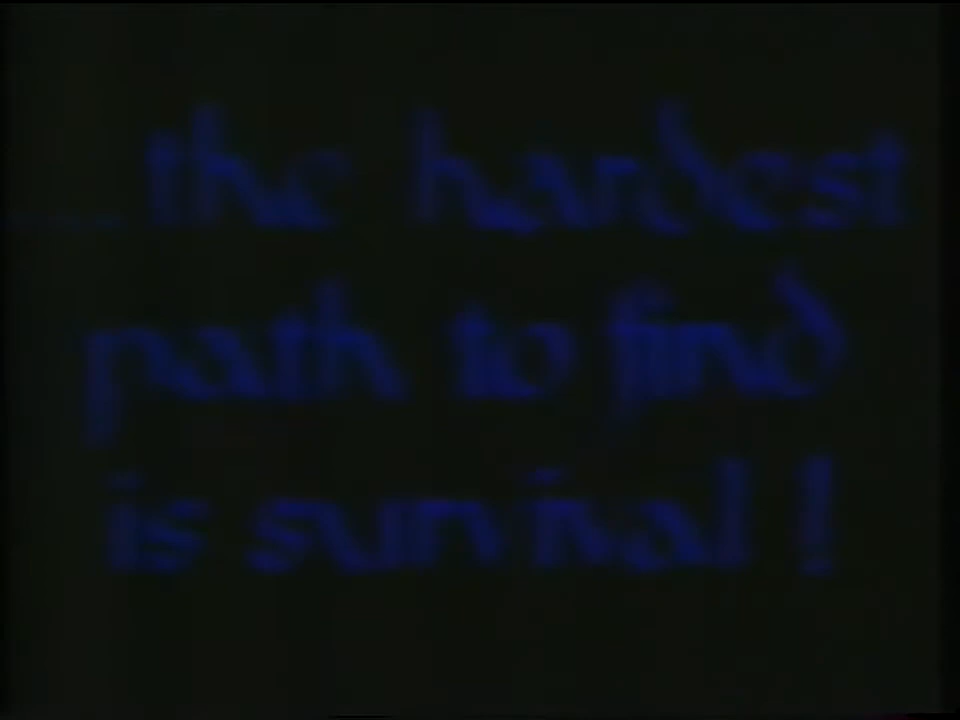 ...the hardest
path to find
is survival!